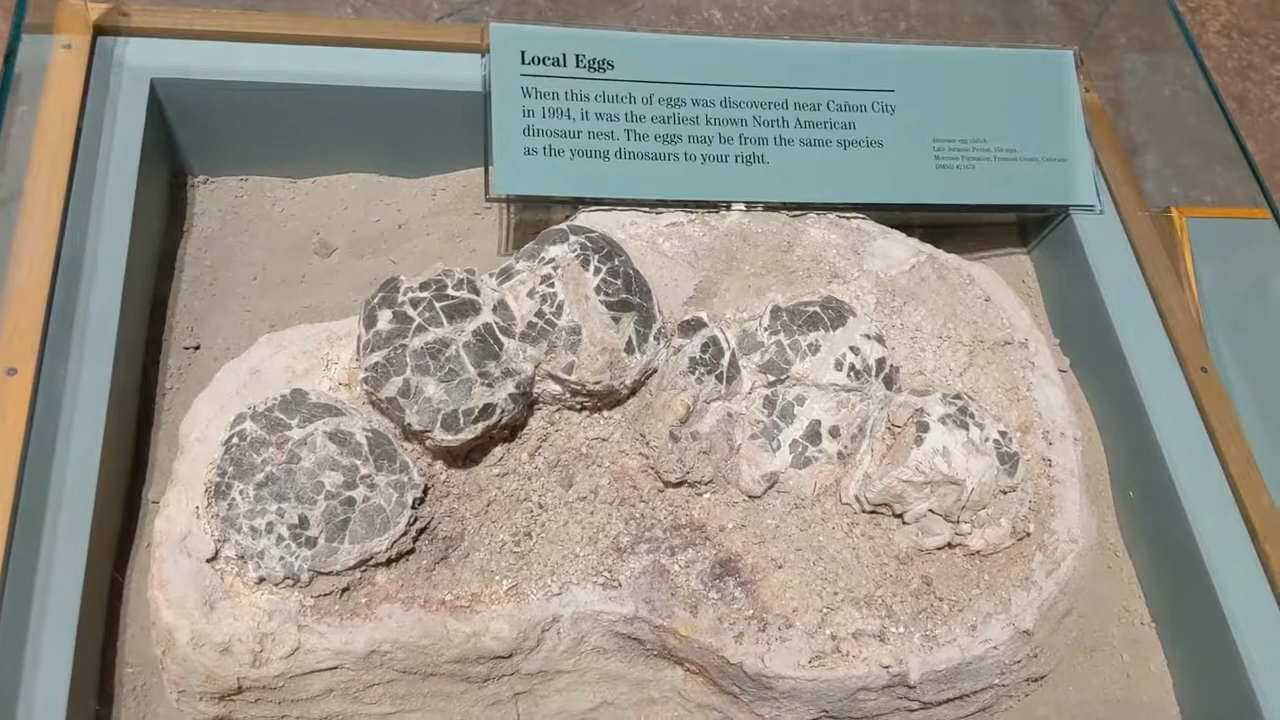 Local Eggs
When this clutch of eggs was discovered near Cañon City
in 1994, it was the earliest known North American
dinosaur nest. The eggs may be from the same species
as the young dinosaurs to your right.
dinosaur egg clutch
Late Jurassic Period, 150 mya
Morrison Formation, Fremont County, Colorado
DMNH